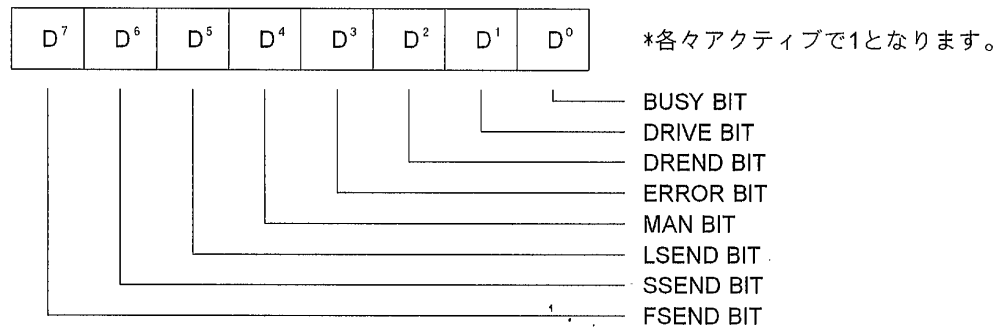 D⁷ D⁶ D⁵ D⁴ D³ D² D¹ D⁰ *各々アクティブで1となります。
BUSY BIT
DRIVE BIT
DREND BIT
ERROR BIT
MAN BIT
LSEND BIT
SSEND BIT
FSEND BIT